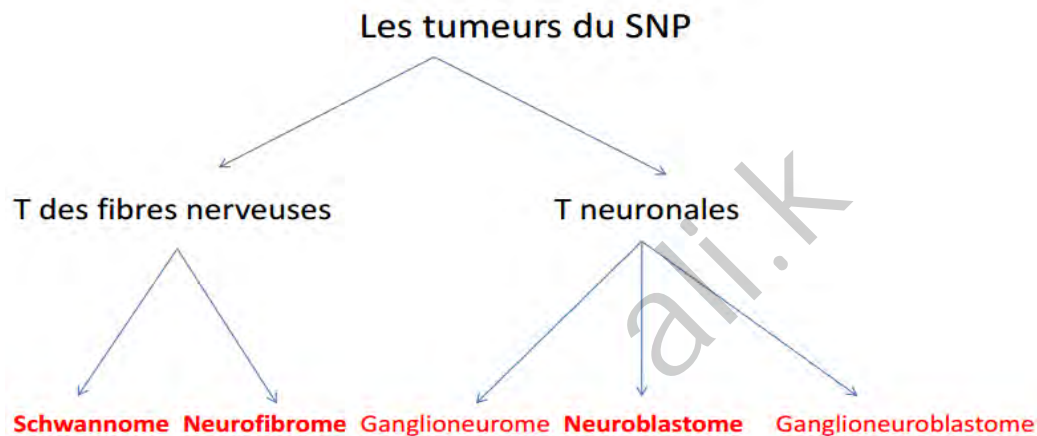 Les tumeurs du SNP
T des fibres nerveuses T neuronales
ali.k
Schwannome Neurofibrome Ganglioneurome Neuroblastome Ganglioneuroblastome